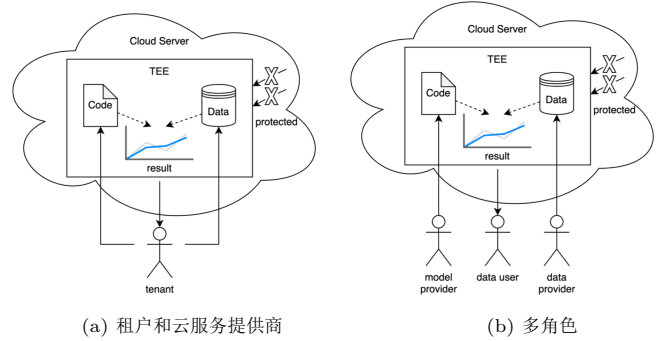 Cloud Server
TEE
Code
Data
protected
result
tenant
(a) 租户和云服务提供商
Cloud Server
TEE
Code
Data
protected
result
model
provider
data user
data
provider
(b) 多角色